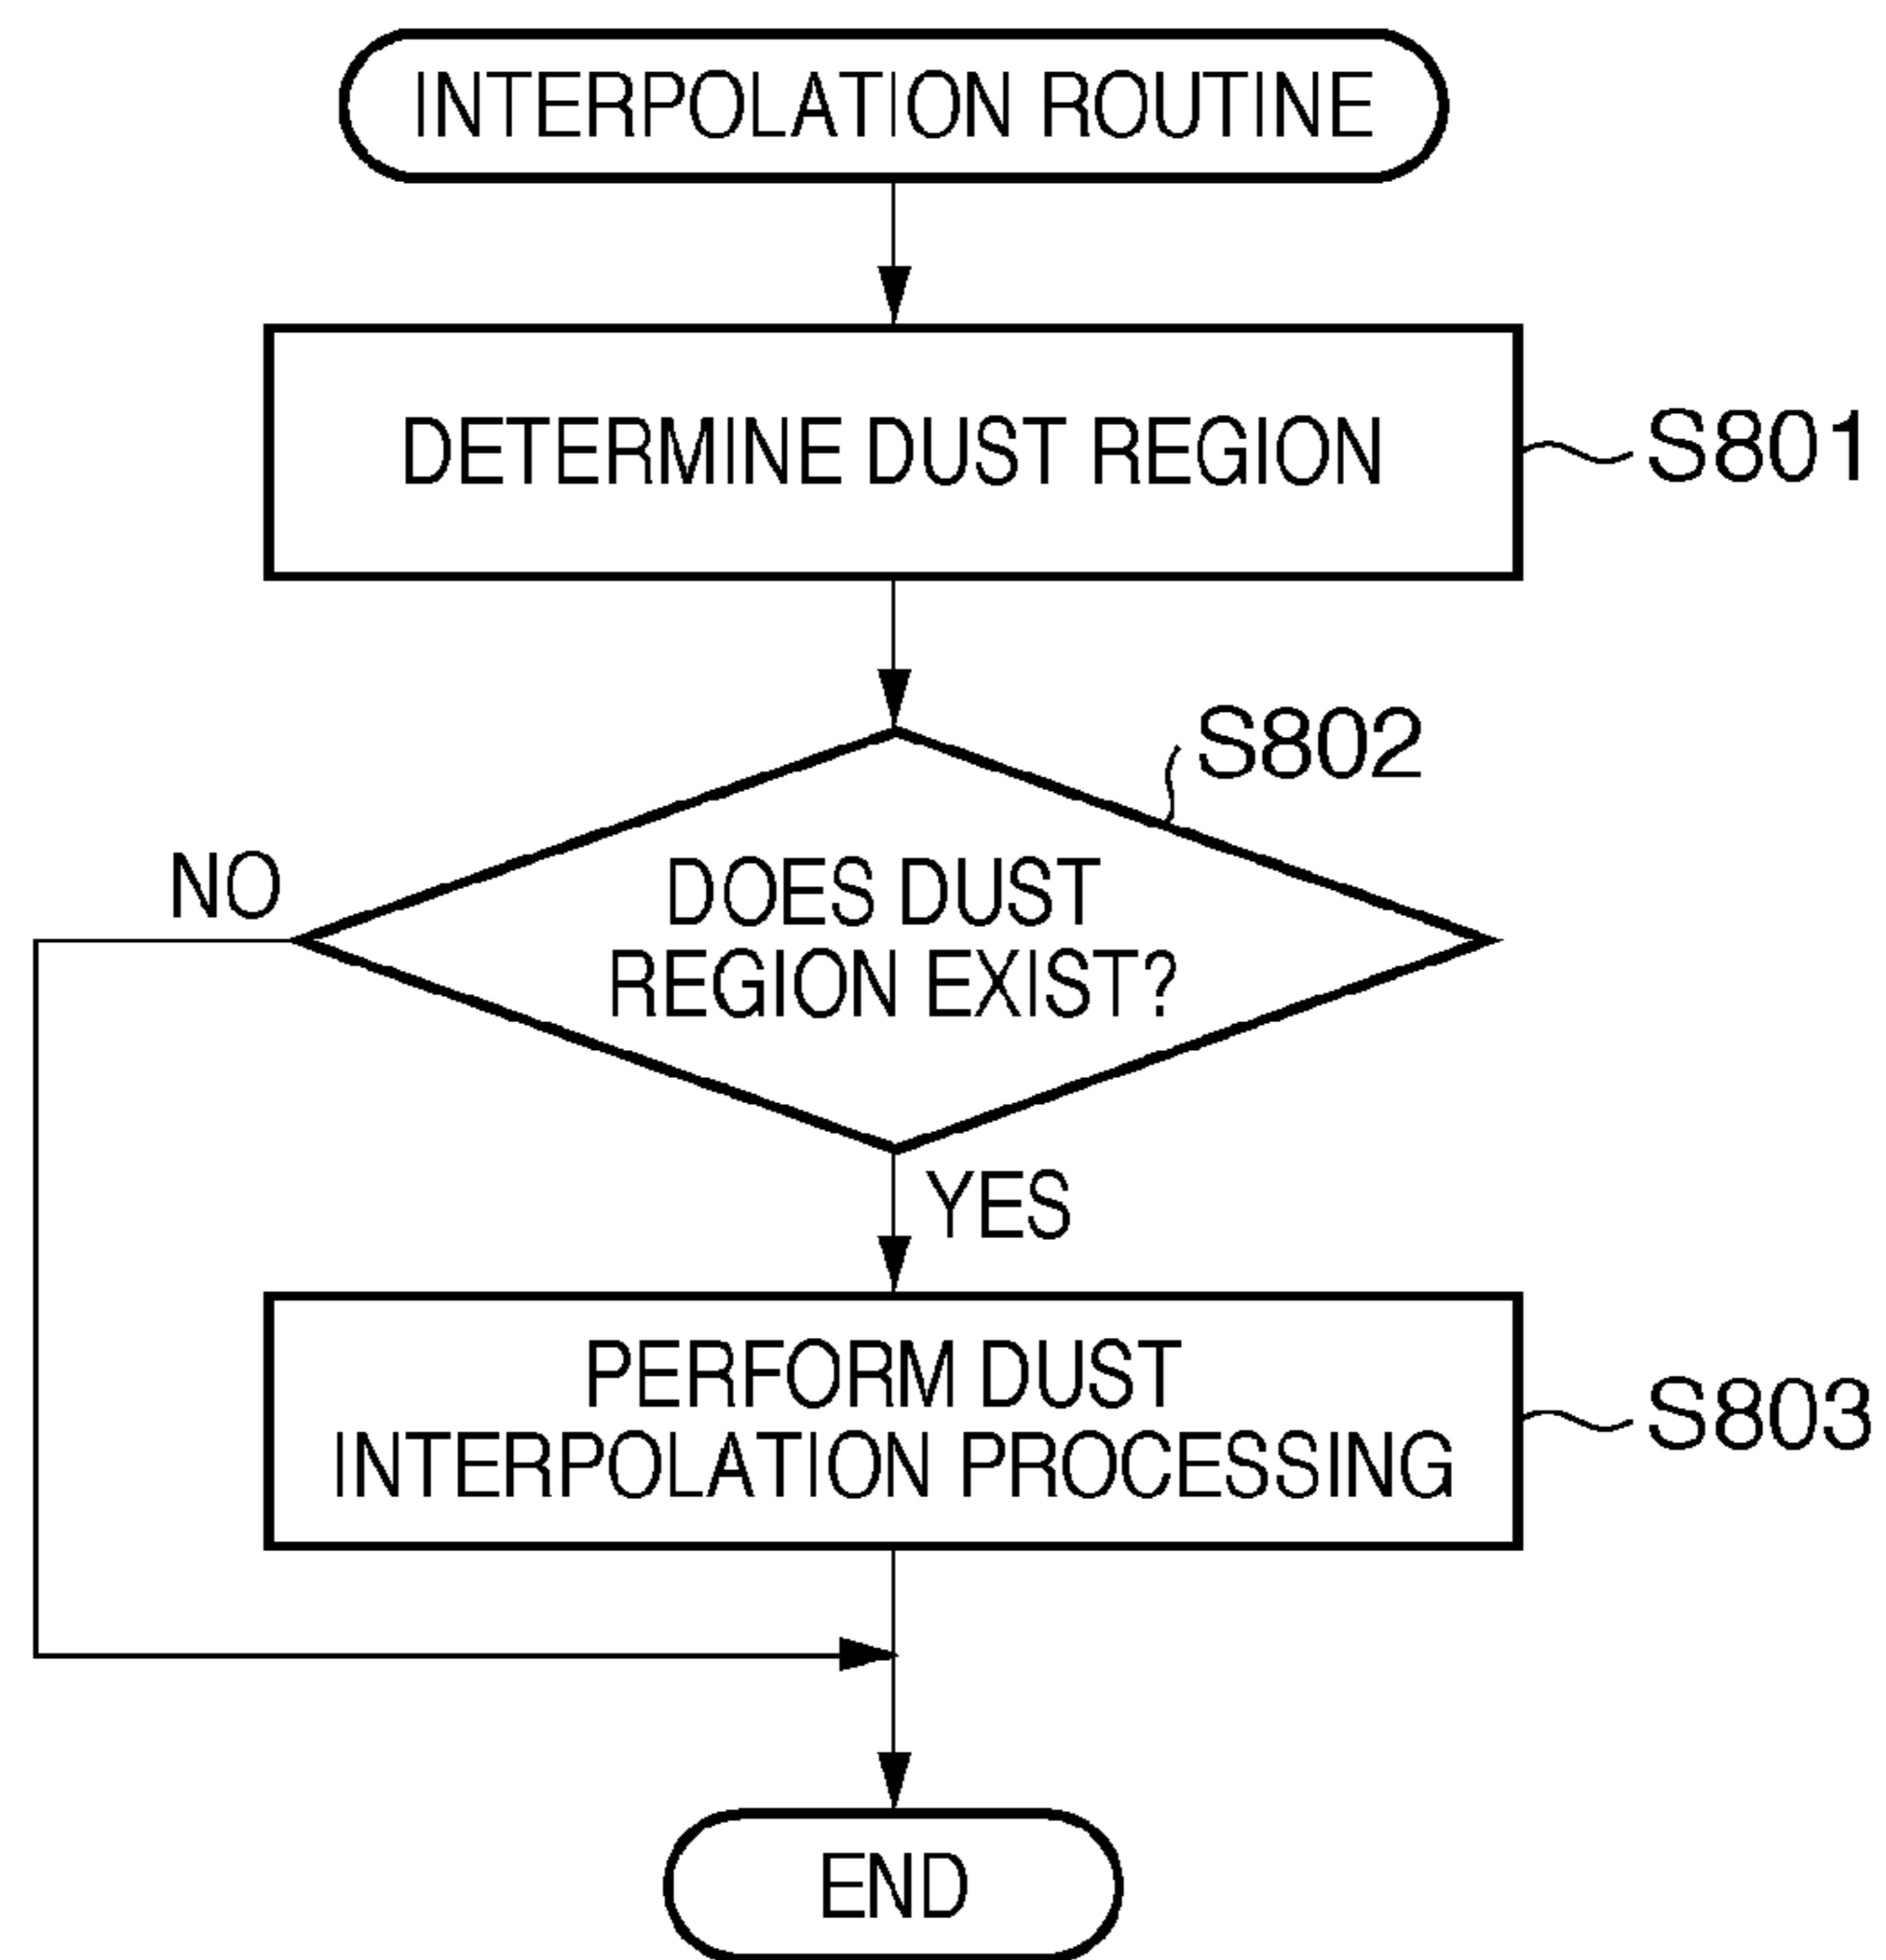 INTERPOLATION ROUTINE
DETERMINE DUST REGION
S801
S802
NO
DOES DUST
REGION EXIST?
YES
PERFORM DUST
INTERPOLATION PROCESSING
S803
END